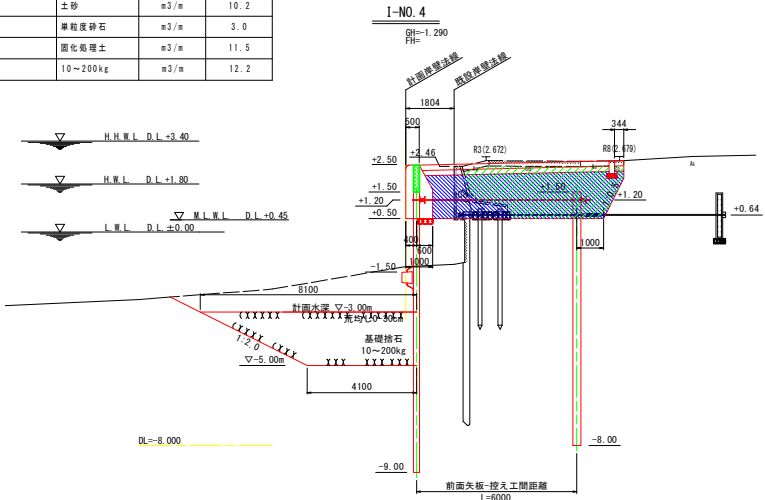 土砂 m3/m 10.2
単粒度砕石 m3/m 3.0
固化処理土 m3/m 11.5
10～200kg m3/m 12.2
I-NO.4
GH=-1.290
FH=
計画岸壁法線
既設岸壁法線
1804
500
344
H.H.W.L D.L.+3.40
H.W.L. D.L.+1.80
M.L.W.L D.L.+0.45
L.W.L. D.L.±0.00
R3(2.672)
R8(2.679)
+2.46
+2.50
As
+1.50
+1.50
+1.20
+1.20
+0.50
+0.64
400
600
1000
1000
-1.50
8100
計画水深 ▽-3.00m
荒均し0-30cm
1:2.0
基礎捨石
10～200kg
▽-5.00m
4100
DL=-8.000
-8.00
-9.00
前面矢板-控え工間距離
L=6000